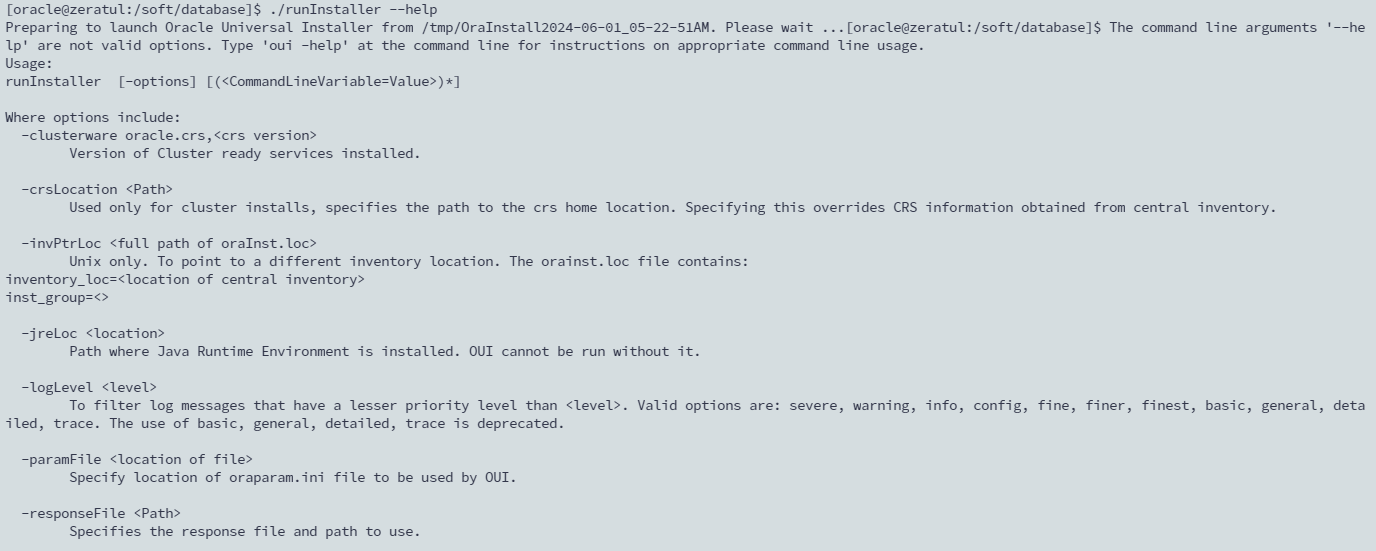 [oracle@zeratul:/soft/database]$ ./runInstaller --help
Preparing to launch Oracle Universal Installer from /tmp/OraInstall2024-06-01_05-22-51AM. Please wait ...[oracle@zeratul:/soft/database]$ The command line arguments '--he
lp' are not valid options. Type 'oui -help' at the command line for instructions on appropriate command line usage.
Usage:
runInstaller  [-options] [(<CommandLineVariable=Value>)*]

Where options include:
  -clusterware oracle.crs,<crs version>
        Version of Cluster ready services installed.

  -crsLocation <Path>
        Used only for cluster installs, specifies the path to the crs home location. Specifying this overrides CRS information obtained from central inventory.

  -invPtrLoc <full path of oraInst.loc>
        Unix only. To point to a different inventory location. The orainst.loc file contains:
inventory_loc=<location of central inventory>
inst_group=<>

  -jreLoc <location>
        Path where Java Runtime Environment is installed. OUI cannot be run without it.

  -logLevel <level>
        To filter log messages that have a lesser priority level than <level>. Valid options are: severe, warning, info, config, fine, finer, finest, basic, general, deta
iled, trace. The use of basic, general, detailed, trace is deprecated.

  -paramFile <location of file>
        Specify location of oraparam.ini file to be used by OUI.

  -responseFile <Path>
        Specifies the response file and path to use.